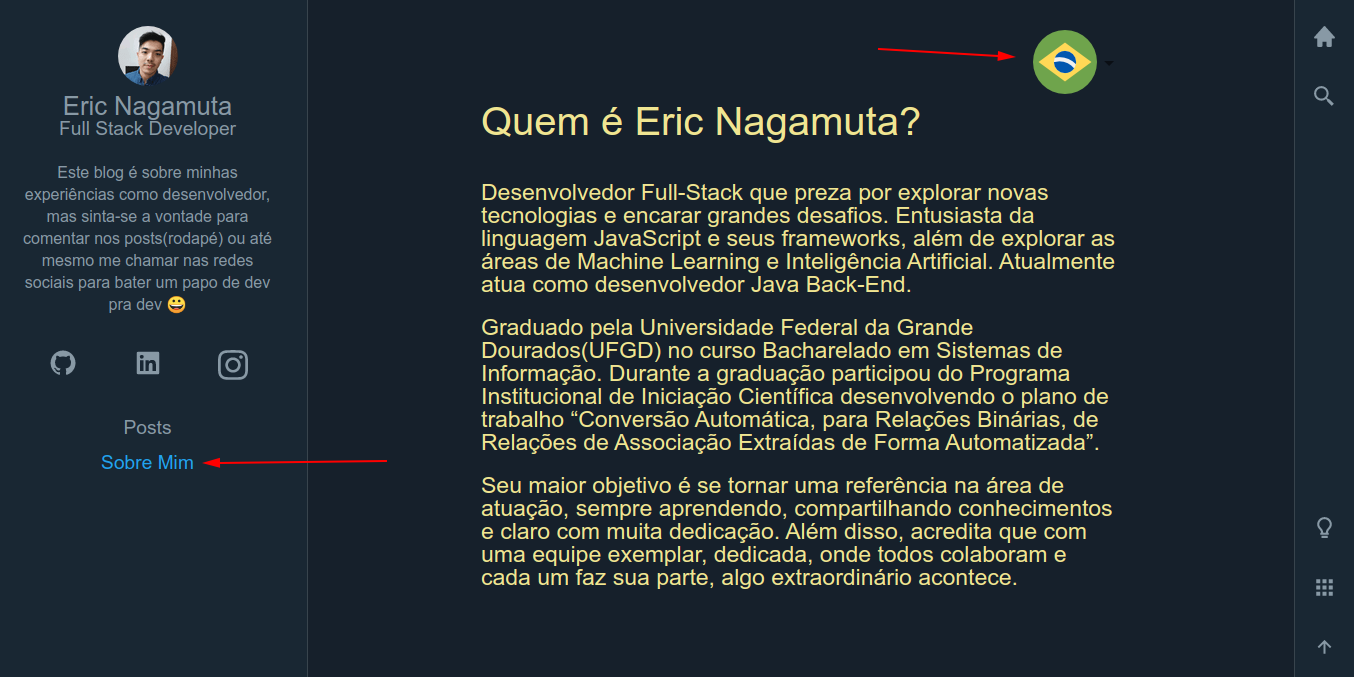 Eric Nagamuta
Full Stack Developer
Este blog é sobre minhas
experiências como desenvolvedor,
mas sinta-se a vontade para
comentar nos posts(rodapé) ou até
mesmo me chamar nas redes
sociais para bater um papo de dev
pra dev 😀
Posts
Sobre Mim
Quem é Eric Nagamuta?
Desenvolvedor Full-Stack que preza por explorar novas
tecnologias e encarar grandes desafios. Entusiasta da
linguagem JavaScript e seus frameworks, além de explorar as
áreas de Machine Learning e Inteligência Artificial. Atualmente
atua como desenvolvedor Java Back-End.
Graduado pela Universidade Federal da Grande
Dourados(UFGD) no curso Bacharelado em Sistemas de
Informação. Durante a graduação participou do Programa
Institucional de Iniciação Científica desenvolvendo o plano de
trabalho “Conversão Automática, para Relações Binárias, de
Relações de Associação Extraídas de Forma Automatizada”.
Seu maior objetivo é se tornar uma referência na área de
atuação, sempre aprendendo, compartilhando conhecimentos
e claro com muita dedicação. Além disso, acredita que com
uma equipe exemplar, dedicada, onde todos colaboram e
cada um faz sua parte, algo extraordinário acontece.